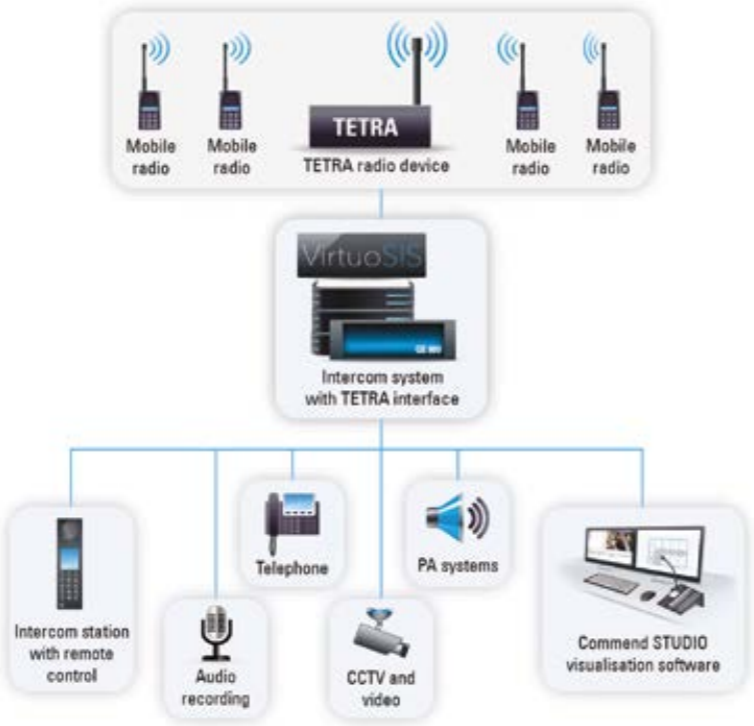 TETRA
Mobile
radio
Mobile
radio
TETRA radio device
Mobile
radio
Mobile
radio
VirtuoSIS
Intercom system
with TETRA interface
Telephone
PA systems
Intercom station
with remote
control
Audio
recording
CCTV and
video
Commend STUDIO
visualisation software